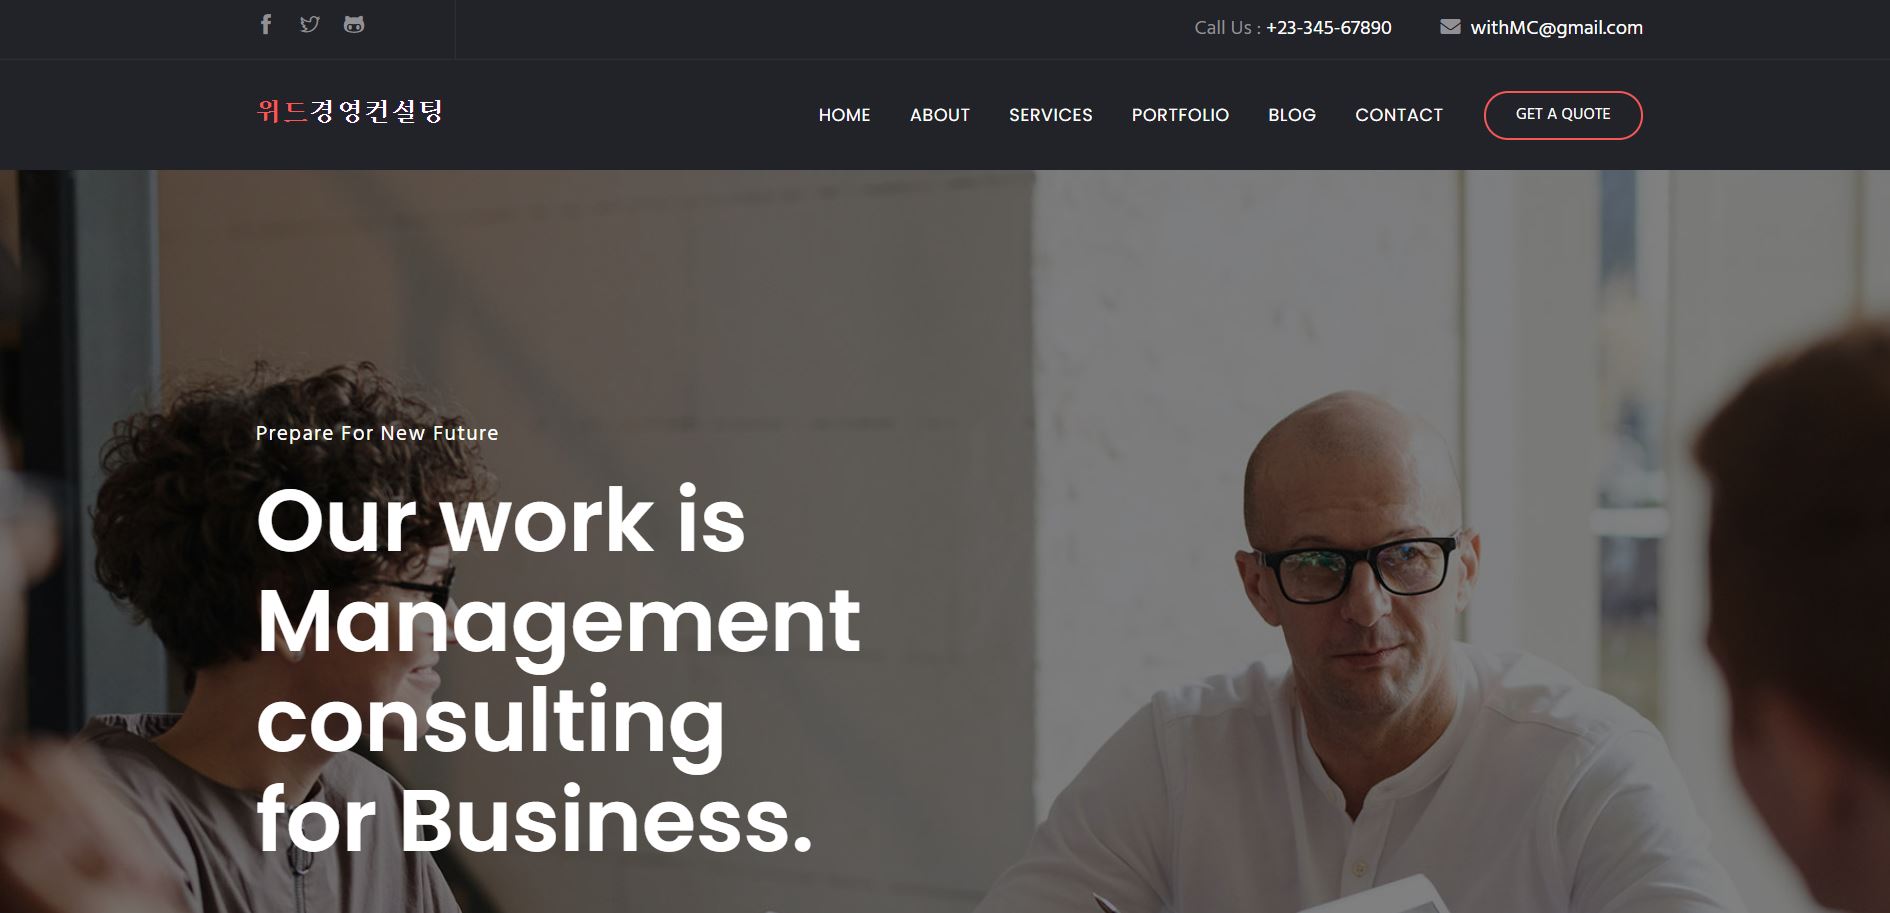 Call Us : +23-345-67890
withMC@gmail.com
위드경영컨설팅
HOME ABOUT SERVICES PORTFOLIO BLOG CONTACT GET A QUOTE
Prepare For New Future
Our work is
Management
consulting
for Business.